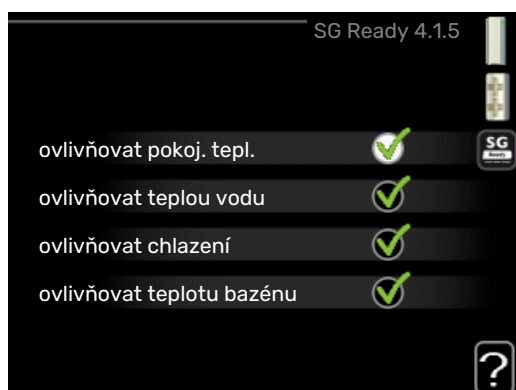 SG Ready 4.1.5
ovlivňovat pokoj. tepl.
SG
Ready
ovlivňovat teplou vodu
ovlivňovat chlazení
ovlivňovat teplotu bazénu
?